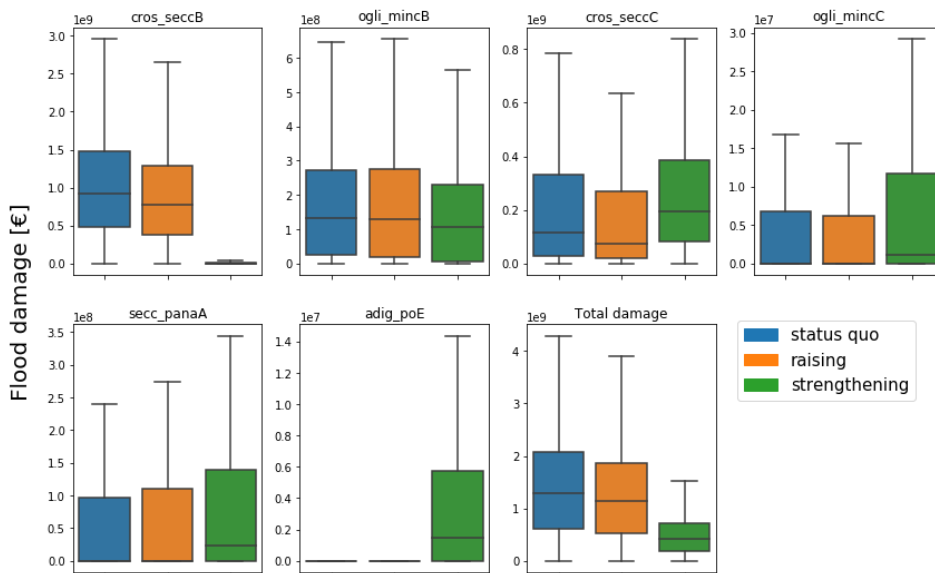 cros_seccB
1e9
3.0
2.5
2.0
1.5
1.0
0.5
0.0
ogli_mincB
1e8
6
5
4
3
2
1
0
cros_seccC
1e9
0.8
0.6
0.4
0.2
0.0
ogli_mincC
1e7
3.0
2.5
2.0
1.5
1.0
0.5
0.0
Flood damage [€]
secc_panaA
1e8
3.5
3.0
2.5
2.0
1.5
1.0
0.5
0.0
adig_poE
1e7
1.6
1.4
1.2
1.0
0.8
0.6
0.4
0.2
0.0
Total damage
1e9
4
3
2
1
0
status quo
raising
strengthening